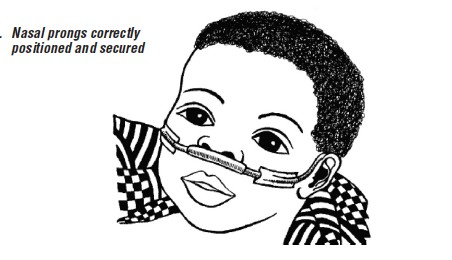 . Nasal prongs correctly
positioned and secured